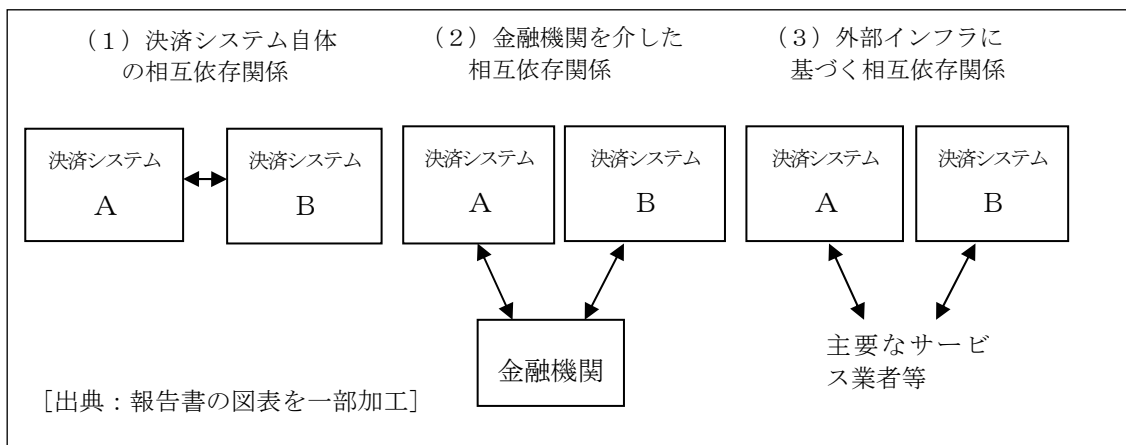 (1)決済システム自体
の相互依存関係
(2)金融機関を介した
相互依存関係
(3)外部インフラに
基づく相互依存関係
決済システム
A
決済システム
B
決済システム
A
決済システム
B
決済システム
A
決済システム
B
金融機関
主要なサービ
ス業者等
[出典:報告書の図表を一部加工]